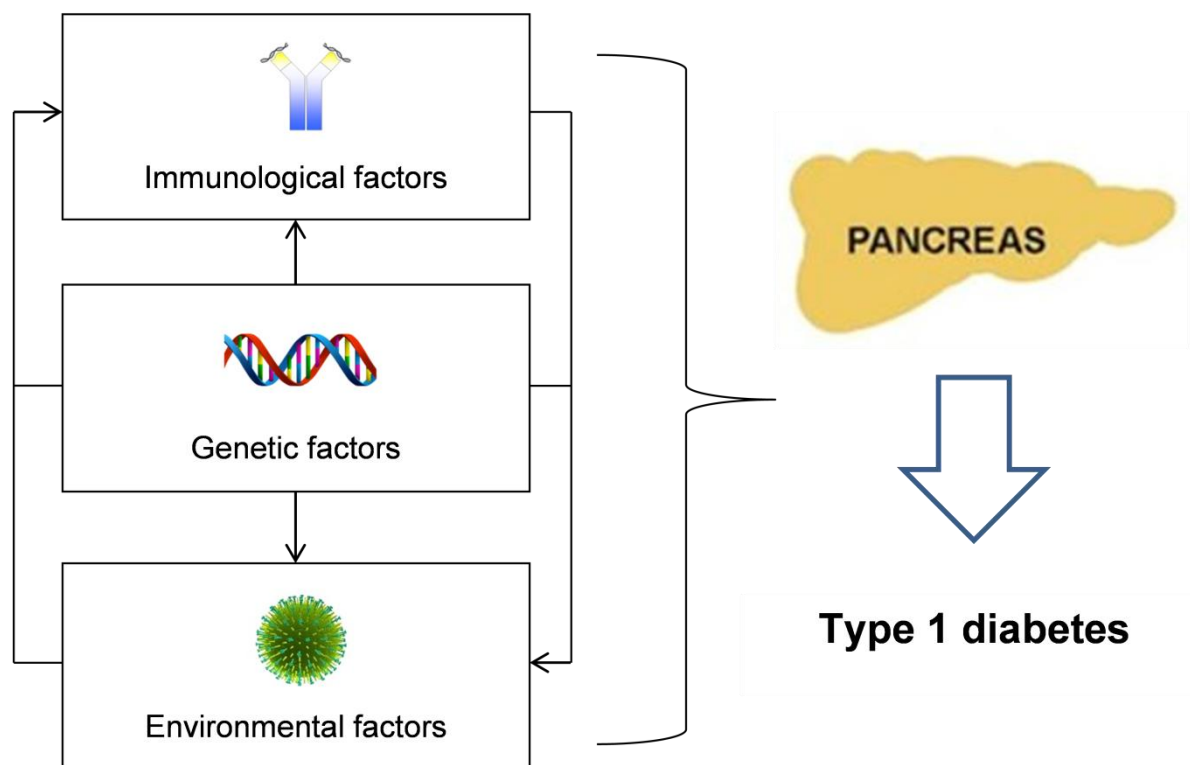 Immunological factors
Genetic factors
Environmental factors
PANCREAS
Type 1 diabetes